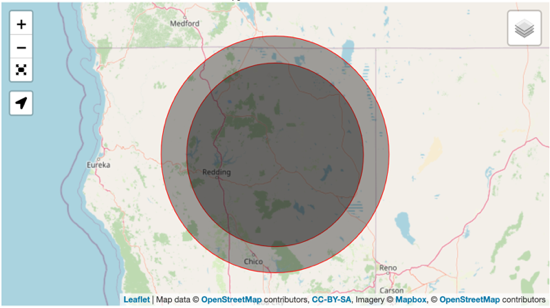 Medford
+
−
Eureka
Redding
Chico
Reno
Carson
Leaflet | Map data © OpenStreetMap contributors, CC-BY-SA, Imagery © Mapbox, © OpenStreetMap contributors